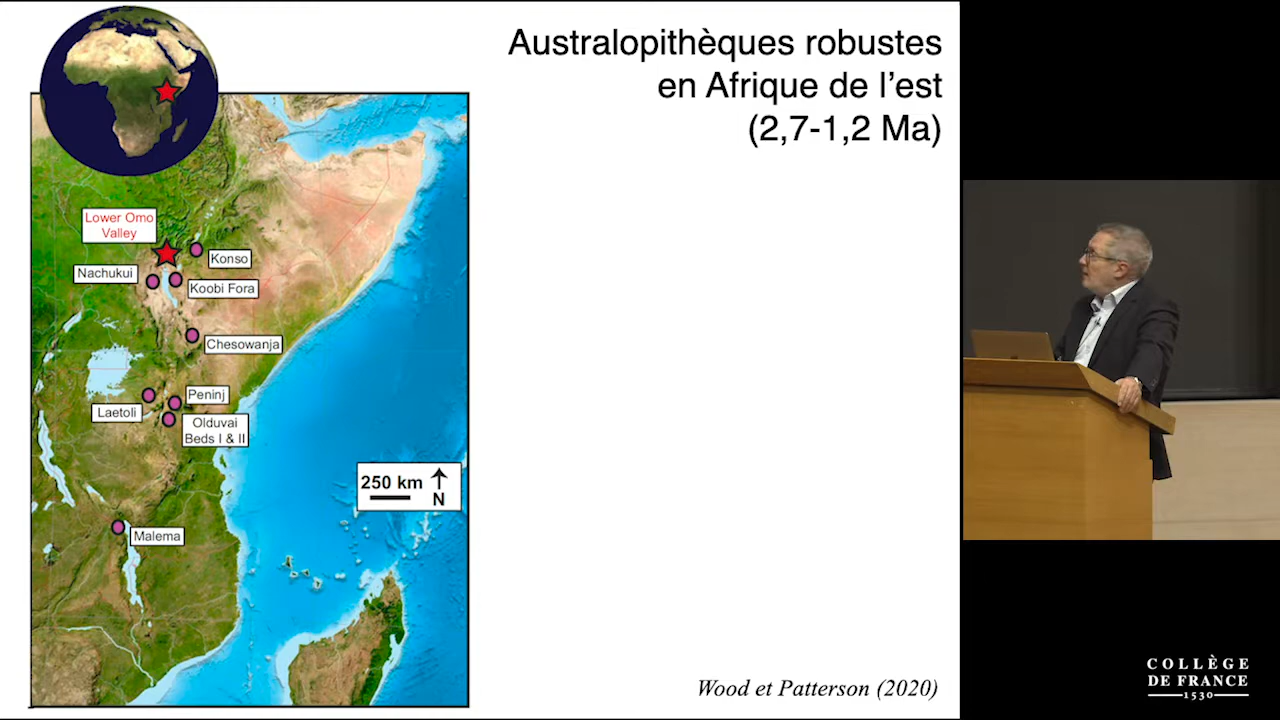 Australopithèques robustes
en Afrique de l’est
(2,7-1,2 Ma)
Lower Omo
Valley
Konso
Nachukui
Koobi Fora
Chesowanja
Peninj
Laetoli
Olduvai
Beds I & II
250 km
N
Malema
Wood et Patterson (2020)
COLLÈGE
DE FRANCE
1530